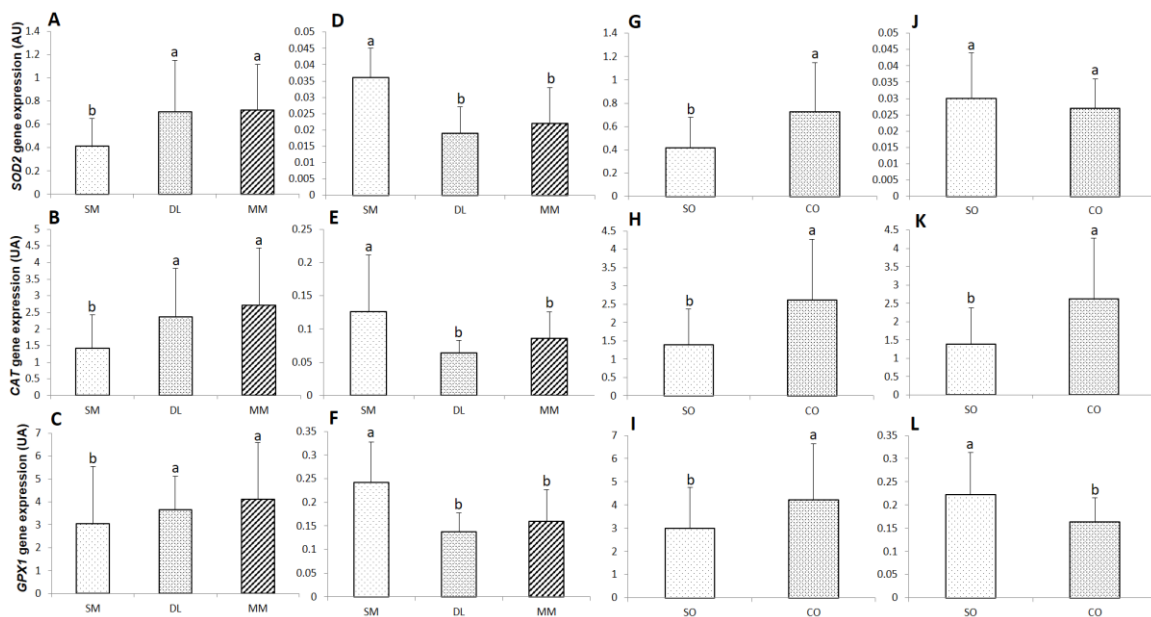 A
SOD2 gene expression (AU)
1.4
1.2
1
0.8
0.6
0.4
0.2
0
b
a
a
SM
DL
MM
D
0.05
0.045
0.04
0.035
0.03
0.025
0.02
0.015
0.01
0.005
0
a
b
b
SM
DL
MM
G
1.4
1.2
1
0.8
0.6
0.4
0.2
0
b
a
SO
CO
J
0.05
0.045
0.04
0.035
0.03
0.025
0.02
0.015
0.01
0.005
0
a
a
SO
CO
B
CAT gene expression (UA)
5
4.5
4
3.5
3
2.5
2
1.5
1
0.5
0
b
a
a
SM
DL
MM
E
0.25
0.2
0.15
0.1
0.05
0
a
b
b
SM
DL
MM
H
4.5
4
3.5
3
2.5
2
1.5
1
0.5
0
b
a
SO
CO
K
4.5
4
3.5
3
2.5
2
1.5
1
0.5
0
b
a
SO
CO
C
GPX1 gene expression (UA)
7
6
5
4
3
2
1
0
b
a
a
SM
DL
MM
F
0.35
0.3
0.25
0.2
0.15
0.1
0.05
0
a
b
b
SM
DL
MM
I
7
6
5
4
3
2
1
0
b
a
SO
CO
L
0.35
0.3
0.25
0.2
0.15
0.1
0.05
0
a
b
SO
CO